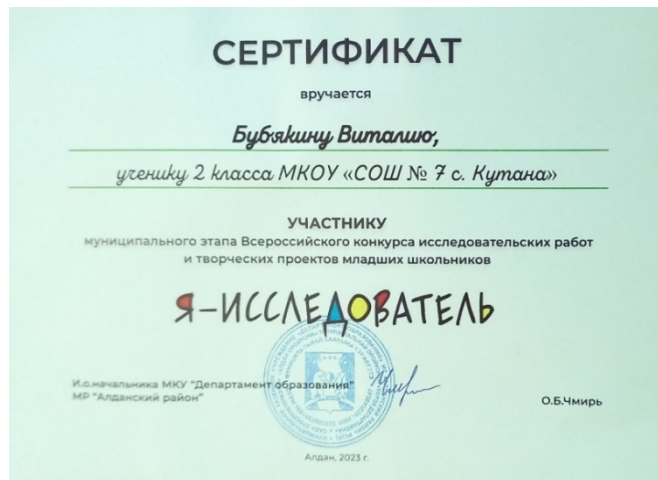 СЕРТИФИКАТ
вручается
Бубякину Виталию,
ученику 2 класса МКОУ «СОШ № 7 с. Кутана»
УЧАСТНИКУ
муниципального этапа Всероссийского конкурса исследовательских работ
и творческих проектов младших школьников
Я-ИССЛЕДОВАТЕЛЬ
И.о.начальника МКУ "Департамент образования"
МР "Алданский район"
О.Б.Чмирь
Алдан, 2023 г.